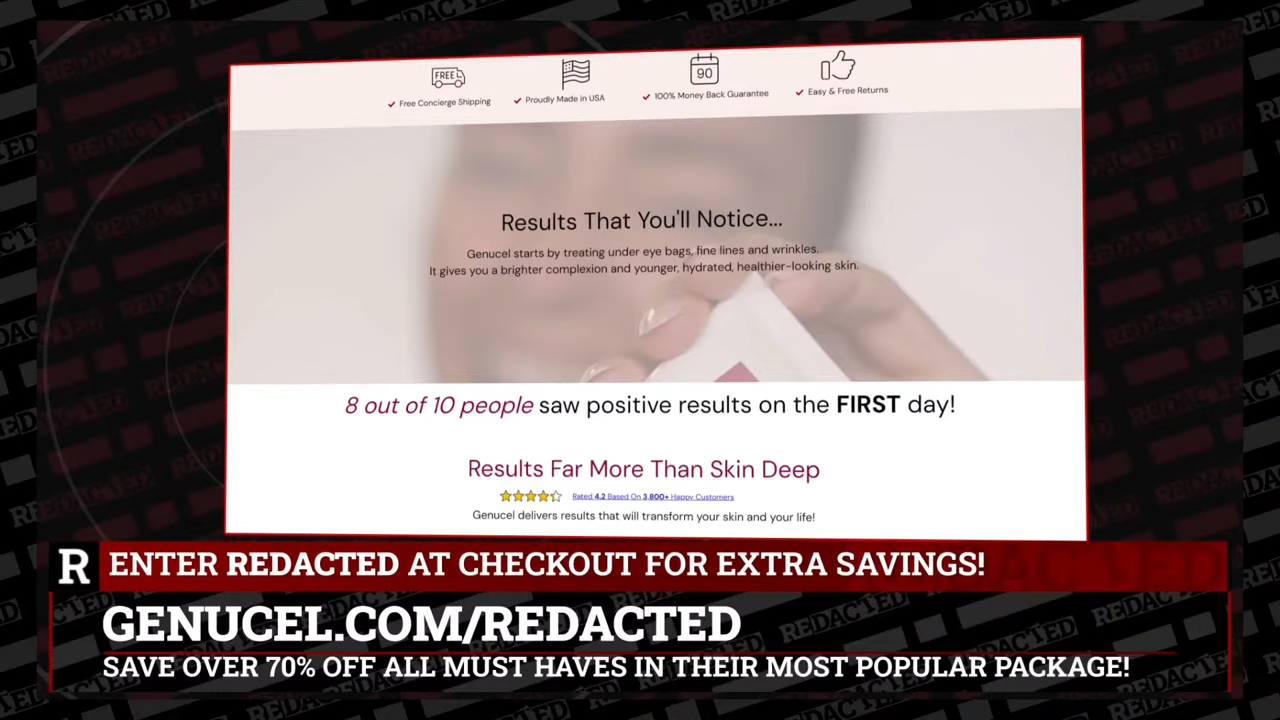 FREE
90
Free Concierge Shipping
Proudly Made in USA
100% Money Back Guarantee
Easy & Free Returns
Results That You'll Notice...
Genucel starts by treating under eye bags, fine lines and wrinkles.
It gives you a brighter complexion and younger, hydrated, healthier-looking skin.
8 out of 10 people saw positive results on the FIRST day!
Results Far More Than Skin Deep
Rated 4.2 Based On 3,800+ Happy Customers
Genucel delivers results that will transform your skin and your life!
R ENTER REDACTED AT CHECKOUT FOR EXTRA SAVINGS!
GENUCEL.COM/REDACTED
SAVE OVER 70% OFF ALL MUST HAVES IN THEIR MOST POPULAR PACKAGE!